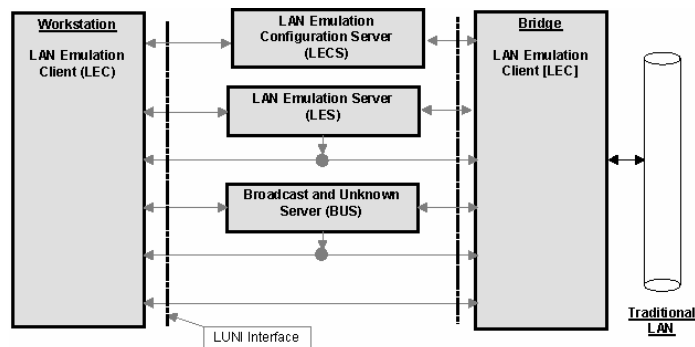 Workstation
LAN Emulation
Client (LEC)
LAN Emulation
Configuration Server
(LECS)
LAN Emulation Server
(LES)
Broadcast and Unknown
Server (BUS)
Bridge
LAN Emulation
Client [LEC]
Traditional
LAN
LUNI Interface